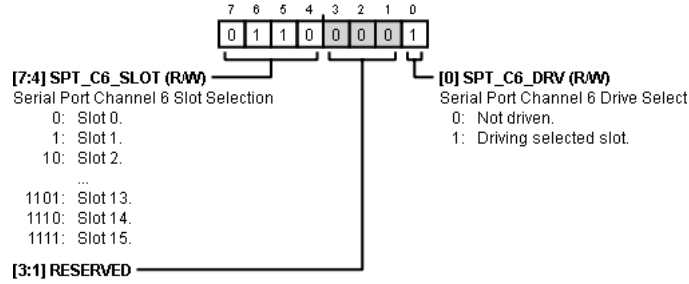 7 6 5 4 3 2 1 0
0 1 1 0 0 0 0 1
[7:4] SPT_C6_SLOT (R/W)
Serial Port Channel 6 Slot Selection
0: Slot 0.
1: Slot 1.
10: Slot 2.
...
1101: Slot 13.
1110: Slot 14.
1111: Slot 15.
[3:1] RESERVED
[0] SPT_C6_DRV (R/W)
Serial Port Channel 6 Drive Select
0: Not driven.
1: Driving selected slot.